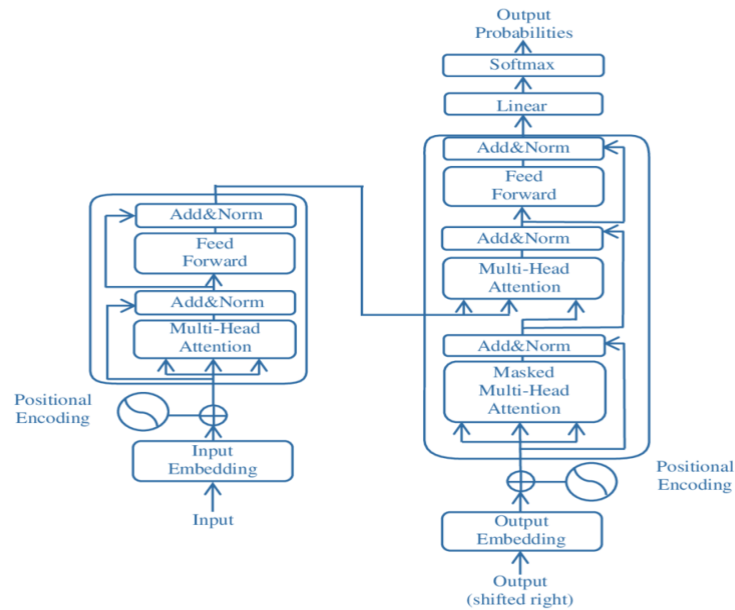 Output
Probabilities
Softmax
Linear
Add&Norm
Feed
Forward
Add&Norm
Multi-Head
Attention
Add&Norm
Masked
Multi-Head
Attention
Positional
Encoding
Output
Embedding
Output
(shifted right)
Add&Norm
Feed
Forward
Add&Norm
Multi-Head
Attention
Positional
Encoding
Input
Embedding
Input